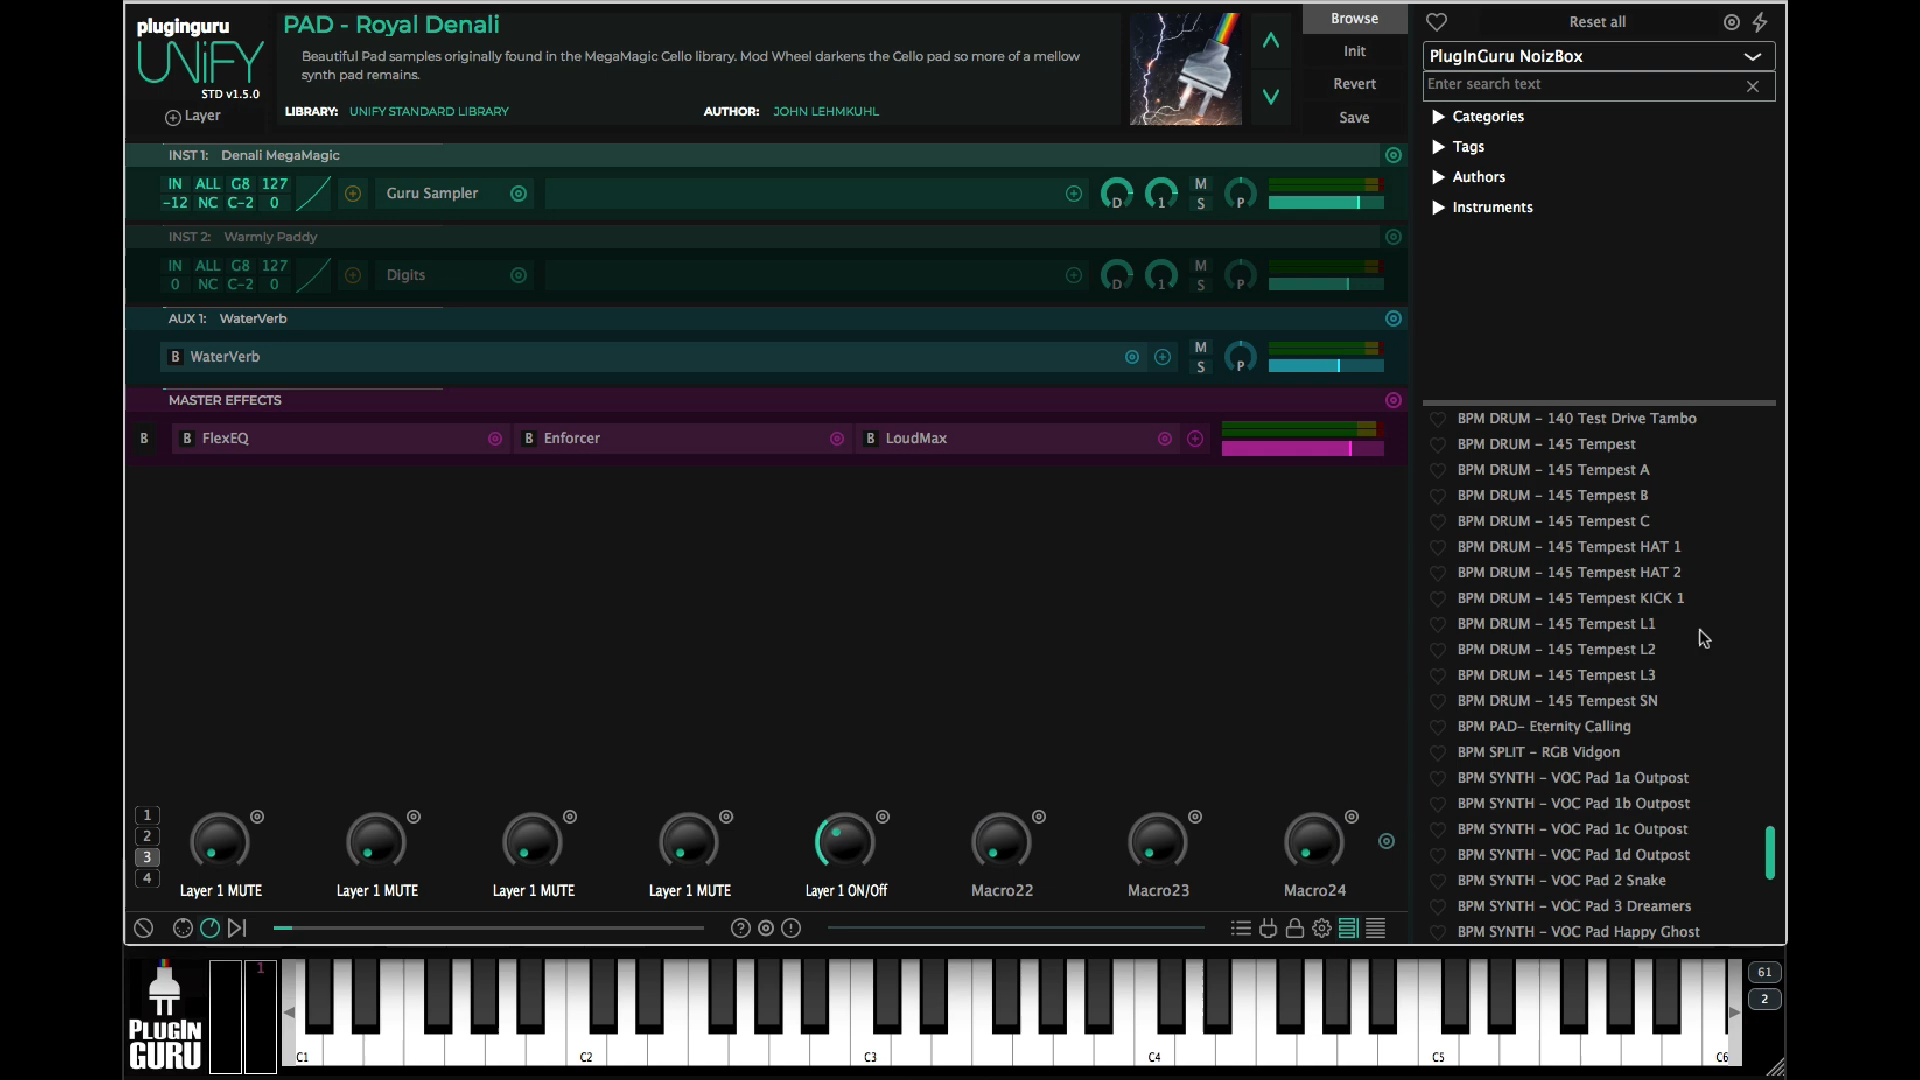 pluginguru
UNIFY
STD v1.5.0
Layer
PAD - Royal Denali
Beautiful Pad samples originally found in the MegaMagic Cello library. Mod Wheel darkens the Cello pad so more of a mellow
synth pad remains.
LIBRARY: UNIFY STANDARD LIBRARY AUTHOR: JOHN LEHMKUHL
Browse
Init
Revert
Save
INST 1: Denali MegaMagic
IN ALL G8 127
-12 NC C-2 0
Guru Sampler
D 1 M S P
INST 2: Warmly Paddy
IN ALL G8 127
0 NC C-2 0
Digits
D 1 M S P
AUX 1: WaterVerb
B WaterVerb
M S P
MASTER EFFECTS
B B FlexEQ B Enforcer B LoudMax
1
2
3
4
Layer 1 MUTE Layer 1 MUTE Layer 1 MUTE Layer 1 MUTE Layer 1 ON/Off Macro22 Macro23 Macro24
Reset all
PlugInGuru NoizBox
Enter search text
Categories
Tags
Authors
Instruments
BPM DRUM - 140 Test Drive Tambo
BPM DRUM - 145 Tempest
BPM DRUM - 145 Tempest A
BPM DRUM - 145 Tempest B
BPM DRUM - 145 Tempest C
BPM DRUM - 145 Tempest HAT 1
BPM DRUM - 145 Tempest HAT 2
BPM DRUM - 145 Tempest KICK 1
BPM DRUM - 145 Tempest L1
BPM DRUM - 145 Tempest L2
BPM DRUM - 145 Tempest L3
BPM DRUM - 145 Tempest SN
BPM PAD- Eternity Calling
BPM SPLIT - RGB Vidgon
BPM SYNTH - VOC Pad 1a Outpost
BPM SYNTH - VOC Pad 1b Outpost
BPM SYNTH - VOC Pad 1c Outpost
BPM SYNTH - VOC Pad 1d Outpost
BPM SYNTH - VOC Pad 2 Snake
BPM SYNTH - VOC Pad 3 Dreamers
BPM SYNTH - VOC Pad Happy Ghost
PLUGIN
GURU
1
C1 C2 C3 C4 C5 C6
61
2